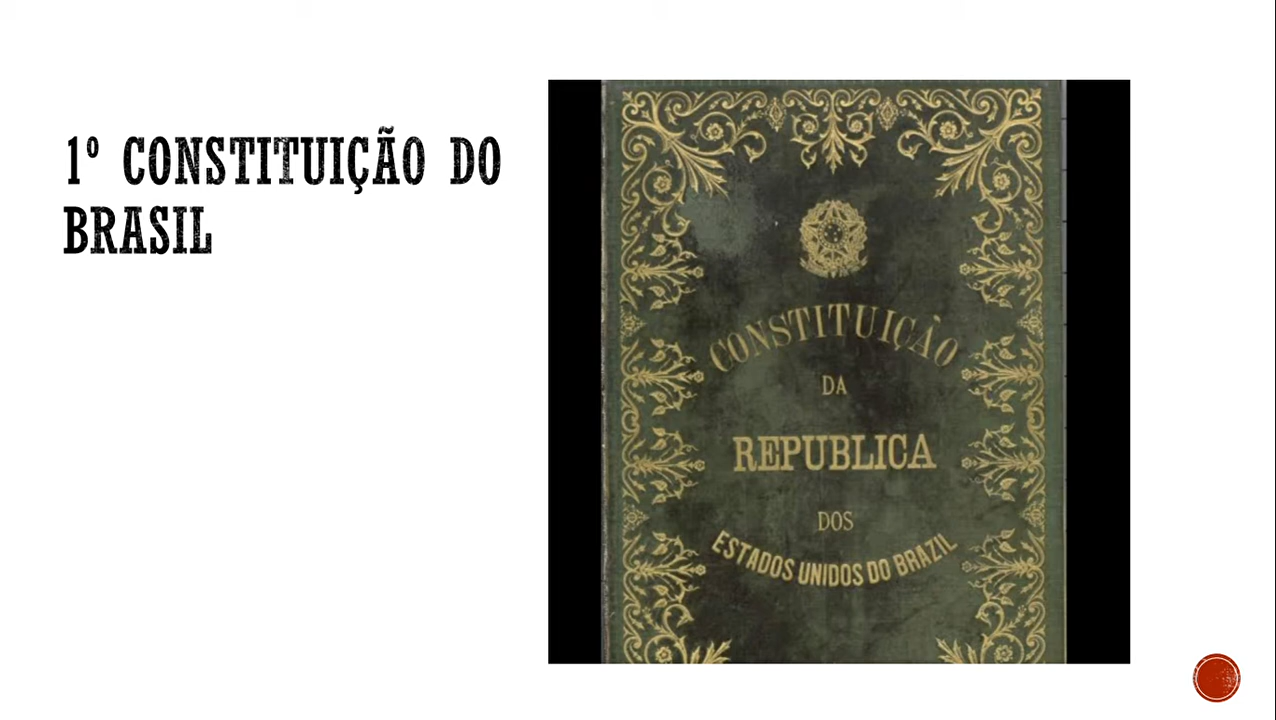 1º CONSTITUIÇÃO DO
BRASIL
CONSTITUIÇÃO
DA
REPUBLICA
DOS
ESTADOS UNIDOS DO BRAZIL